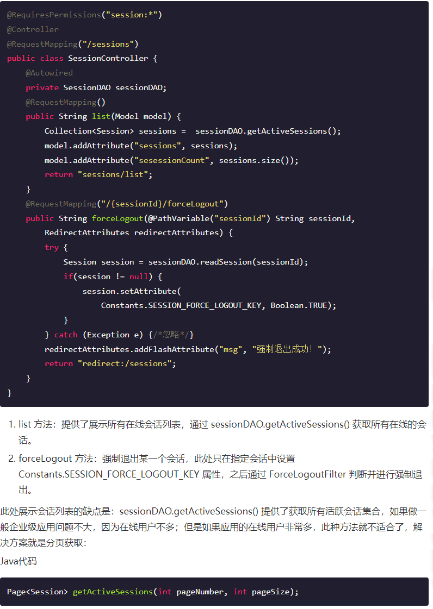 @RequiresPermissions("session:*")
@Controller
@RequestMapping("/sessions")
public class SessionController {
@Autowired
private SessionDAO sessionDAO;
@RequestMapping()
public String list(Model model) {
Collection<Session> sessions =  sessionDAO.getActiveSessions();
model.addAttribute("sessions", sessions);
model.addAttribute("sesessionCount", sessions.size());
return "sessions/list";
}
@RequestMapping("/{sessionId}/forceLogout")
public String forceLogout(@PathVariable("sessionId") String sessionId,
RedirectAttributes redirectAttributes) {
try {
Session session = sessionDAO.readSession(sessionId);
if(session != null) {
session.setAttribute(
Constants.SESSION_FORCE_LOGOUT_KEY, Boolean.TRUE);
}
} catch (Exception e) {/*忽略*/}
redirectAttributes.addFlashAttribute("msg", "强制退出成功！");
return "redirect:/sessions";
}
}
1. list 方法：提供了展示所有在线会话列表，通过 sessionDAO.getActiveSessions() 获取所有在线的会
话。
2. forceLogout 方法：强制退出某一个会话，此处只在指定会话中设置
Constants.SESSION_FORCE_LOGOUT_KEY 属性，之后通过 ForceLogoutFilter 判断并进行强制退
出。
此处展示会话列表的缺点是：sessionDAO.getActiveSessions() 提供了获取所有活跃会话集合，如果做一
般企业级应用问题不大，因为在线用户不多；但是如果应用的在线用户非常多，此种方法就不适合了，解
决方案就是分页获取：
Java代码
Page<Session> getActiveSessions(int pageNumber, int pageSize);